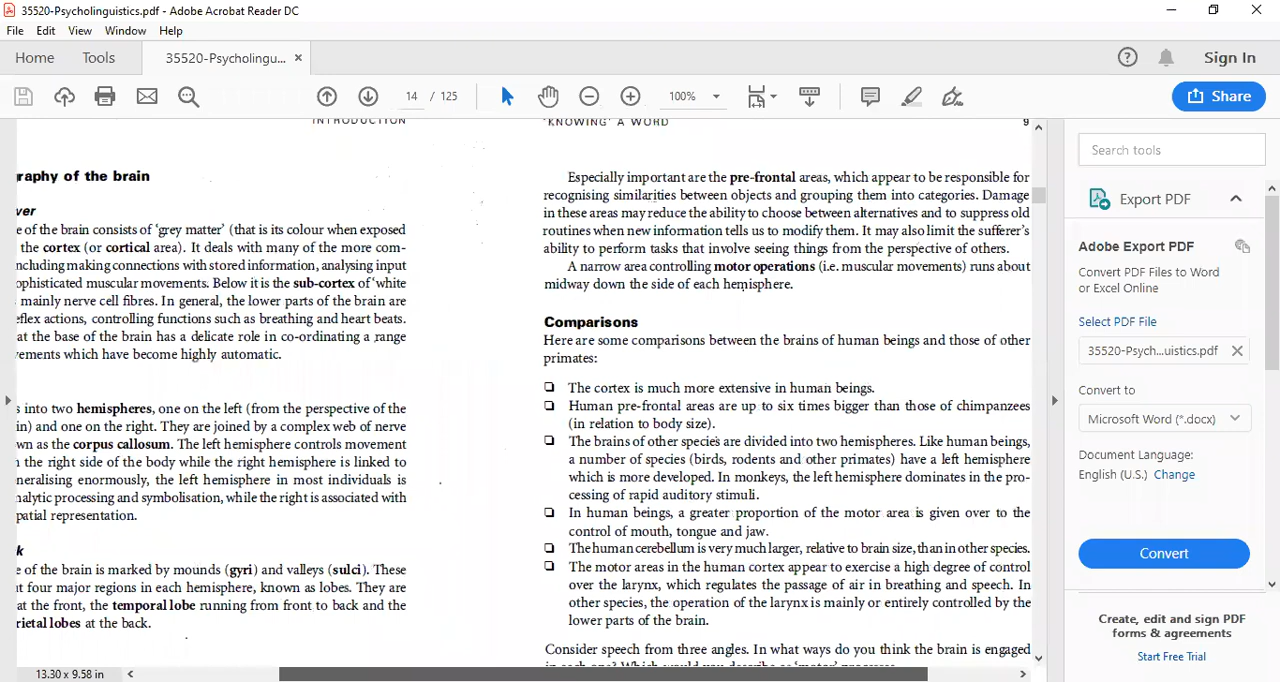 35520-Psycholinguistics.pdf - Adobe Acrobat Reader DC
File Edit View Window Help
Home Tools 35520-Psycholingu... ×
Sign In
14 / 125
100%
Share
INTRODUCTION
raphy of the brain
ver
e of the brain consists of 'grey matter' (that is its colour when exposed
the cortex (or cortical area). It deals with many of the more com-
ncluding making connections with stored information, analysing input
ophisticated muscular movements. Below it is the sub-cortex of 'white
mainly nerve cell fibres. In general, the lower parts of the brain are
eflex actions, controlling functions such as breathing and heart beats.
at the base of the brain has a delicate role in co-ordinating a range
vements which have become highly automatic.
s into two hemispheres, one on the left (from the perspective of the
in) and one on the right. They are joined by a complex web of nerve
wn as the corpus callosum. The left hemisphere controls movement
n the right side of the body while the right hemisphere is linked to
neralising enormously, the left hemisphere in most individuals is
nalytic processing and symbolisation, while the right is associated with
patial representation.
k
e of the brain is marked by mounds (gyri) and valleys (sulci). These
t four major regions in each hemisphere, known as lobes. They are
at the front, the temporal lobe running from front to back and the
rietal lobes at the back.
'KNOWING' A WORD 9
Especially important are the pre-frontal areas, which appear to be responsible for
recognising similarities between objects and grouping them into categories. Damage
in these areas may reduce the ability to choose between alternatives and to suppress old
routines when new information tells us to modify them. It may also limit the sufferer's
ability to perform tasks that involve seeing things from the perspective of others.
A narrow area controlling motor operations (i.e. muscular movements) runs about
midway down the side of each hemisphere.
Comparisons
Here are some comparisons between the brains of human beings and those of other
primates:
❏ The cortex is much more extensive in human beings.
❏ Human pre-frontal areas are up to six times bigger than those of chimpanzees
(in relation to body size).
❏ The brains of other species are divided into two hemispheres. Like human beings,
a number of species (birds, rodents and other primates) have a left hemisphere
which is more developed. In monkeys, the left hemisphere dominates in the pro-
cessing of rapid auditory stimuli.
❏ In human beings, a greater proportion of the motor area is given over to the
control of mouth, tongue and jaw.
❏ The human cerebellum is very much larger, relative to brain size, than in other species.
❏ The motor areas in the human cortex appear to exercise a high degree of control
over the larynx, which regulates the passage of air in breathing and speech. In
other species, the operation of the larynx is mainly or entirely controlled by the
lower parts of the brain.
Consider speech from three angles. In what ways do you think the brain is engaged
in each one? Which would you describe as 'motor' processes
13.30 x 9.58 in
Search tools
Export PDF
Adobe Export PDF
Convert PDF Files to Word
or Excel Online
Select PDF File
35520-Psych...uistics.pdf
Convert to
Microsoft Word (*.docx)
Document Language:
English (U.S.) Change
Convert
Create, edit and sign PDF
forms & agreements
Start Free Trial